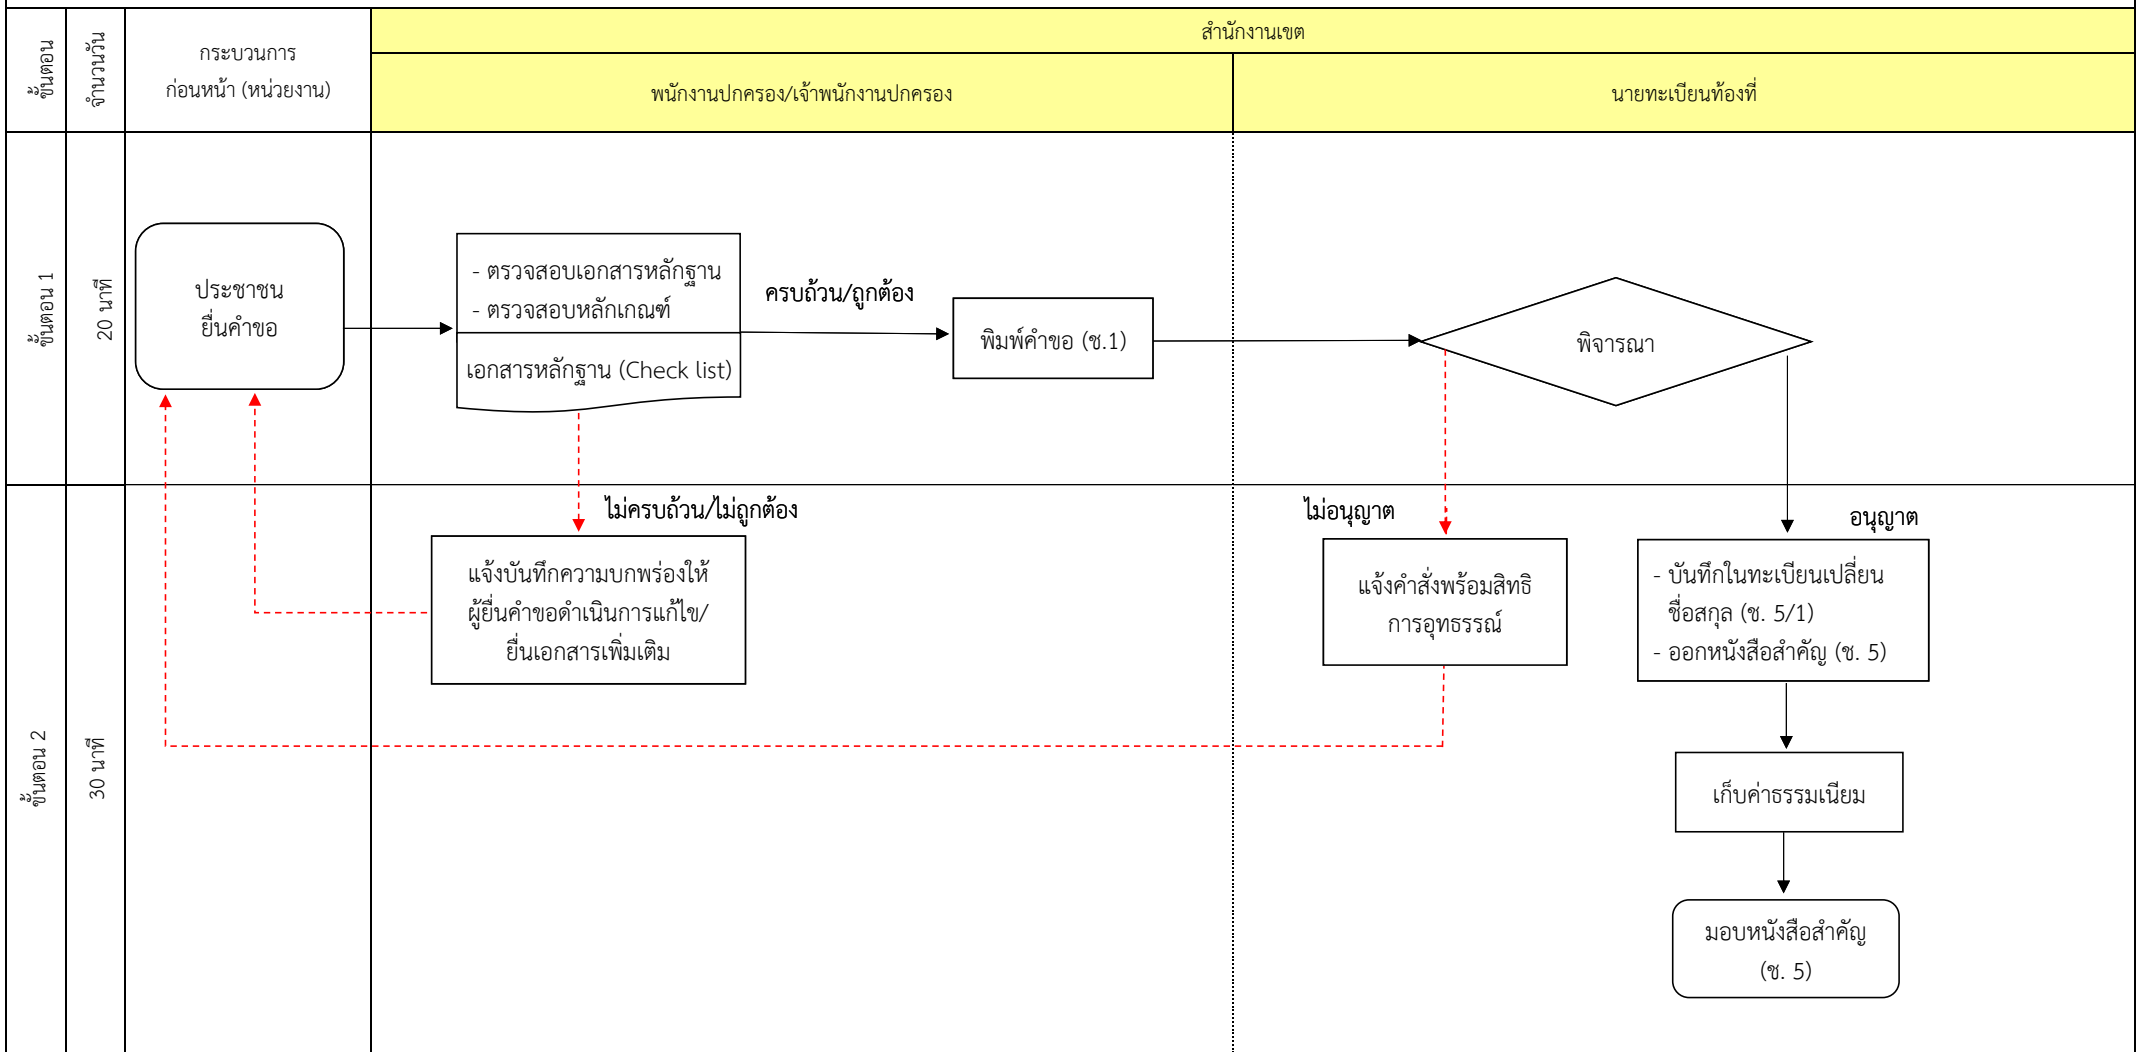 ขั้นตอน
จำนวนวัน
กระบวนการ
ก่อนหน้า (หน่วยงาน)
สำนักงานเขต
พนักงานปกครอง/เจ้าพนักงานปกครอง
นายทะเบียนท้องที่
ขั้นตอน 1
20 นาที
ประชาชน
ยื่นคำขอ
- ตรวจสอบเอกสารหลักฐาน
- ตรวจสอบหลักเกณฑ์
เอกสารหลักฐาน (Check list)
ครบถ้วน/ถูกต้อง
พิมพ์คำขอ (ช.1)
พิจารณา
ขั้นตอน 2
30 นาที
ไม่ครบถ้วน/ไม่ถูกต้อง
แจ้งบันทึกความบกพร่องให้
ผู้ยื่นคำขอดำเนินการแก้ไข/
ยื่นเอกสารเพิ่มเติม
ไม่อนุญาต
แจ้งคำสั่งพร้อมสิทธิ
การอุทธรณ์
อนุญาต
- บันทึกในทะเบียนเปลี่ยน
ชื่อสกุล (ช. 5/1)
- ออกหนังสือสำคัญ (ช. 5)
เก็บค่าธรรมเนียม
มอบหนังสือสำคัญ
(ช. 5)